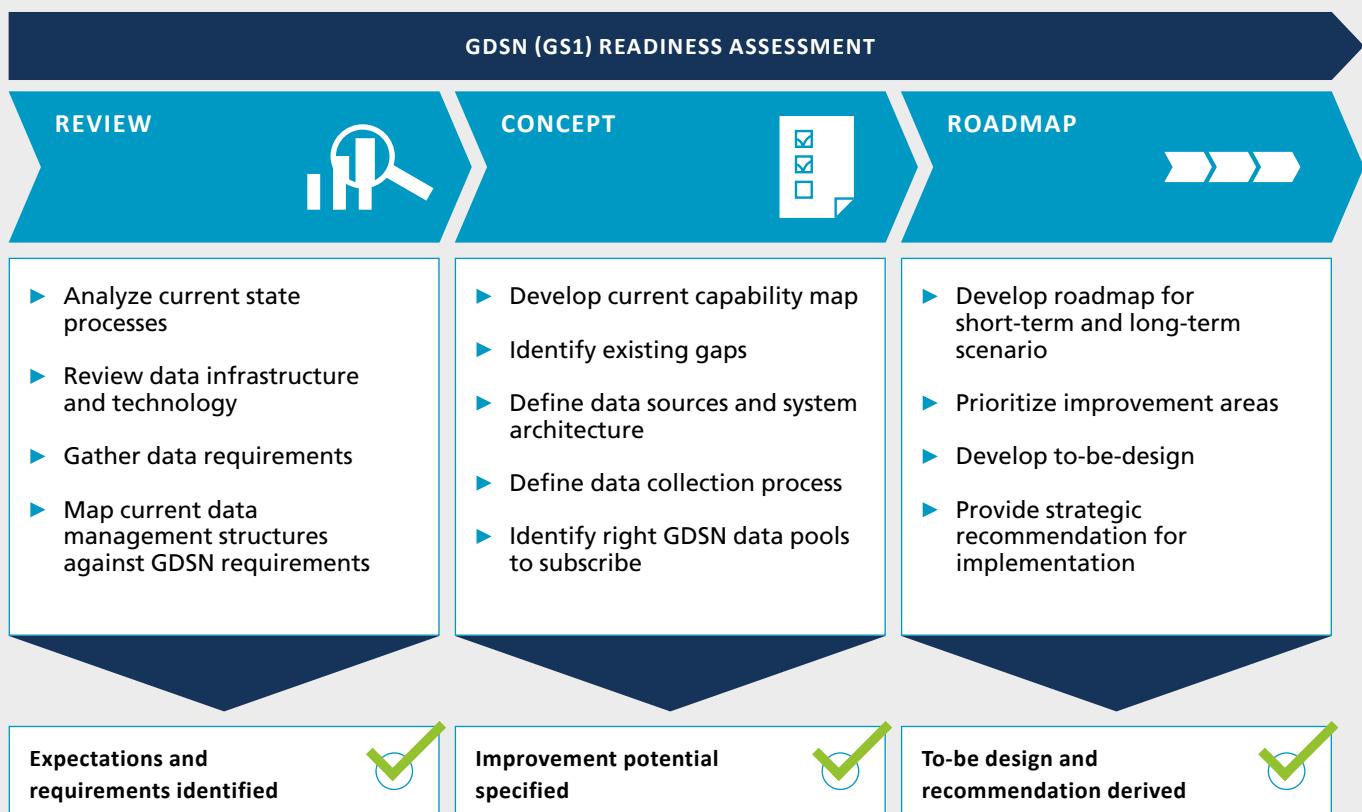 GDSN (GS1) READINESS ASSESSMENT
REVIEW
Analyze current state
processes
Review data infrastructure
and technology
Gather data requirements
Map current data
management structures
against GDSN requirements
Expectations and
requirements identified
CONCEPT
Develop current capability map
Identify existing gaps
Define data sources and system
architecture
Define data collection process
Identify right GDSN data pools
to subscribe
Improvement potential
specified
ROADMAP
Develop roadmap for
short-term and long-term
scenario
Prioritize improvement areas
Develop to-be-design
Provide strategic
recommendation for
implementation
To-be design and
recommendation derived